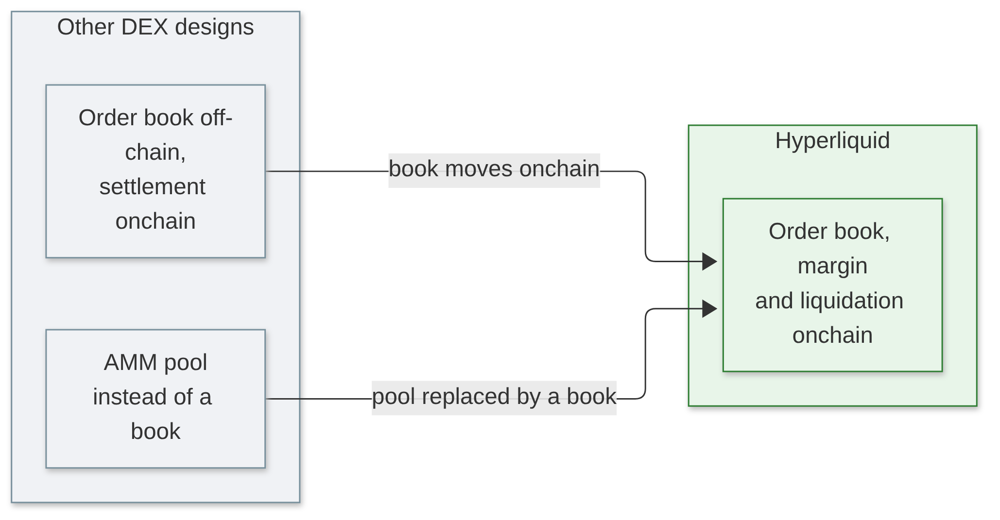 Other DEX designs
Order book off-
chain,
settlement
onchain
AMM pool
instead of a
book
book moves onchain
pool replaced by a book
Hyperliquid
Order book,
margin
and liquidation
onchain